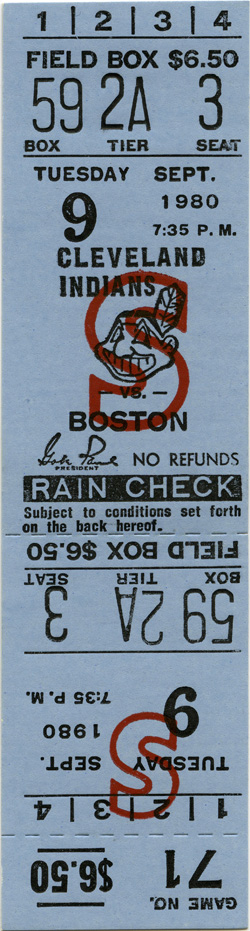 1 | 2 | 3 | 4
FIELD BOX $6.50
59 2A 3
BOX TIER SEAT
TUESDAY SEPT.
9 1980
7:35 P.M.
CLEVELAND
INDIANS
S
— VS. —
BOSTON
Gabe Paul NO REFUNDS
PRESIDENT
RAIN CHECK
Subject to conditions set forth
on the back hereof.
FIELD BOX $6.50
BOX TIER SEAT
59 2A 3
TUESDAY SEPT.
9 1980
7:35 P.M.
S
1 | 2 | 3 | 4
GAME NO.
71 $6.50